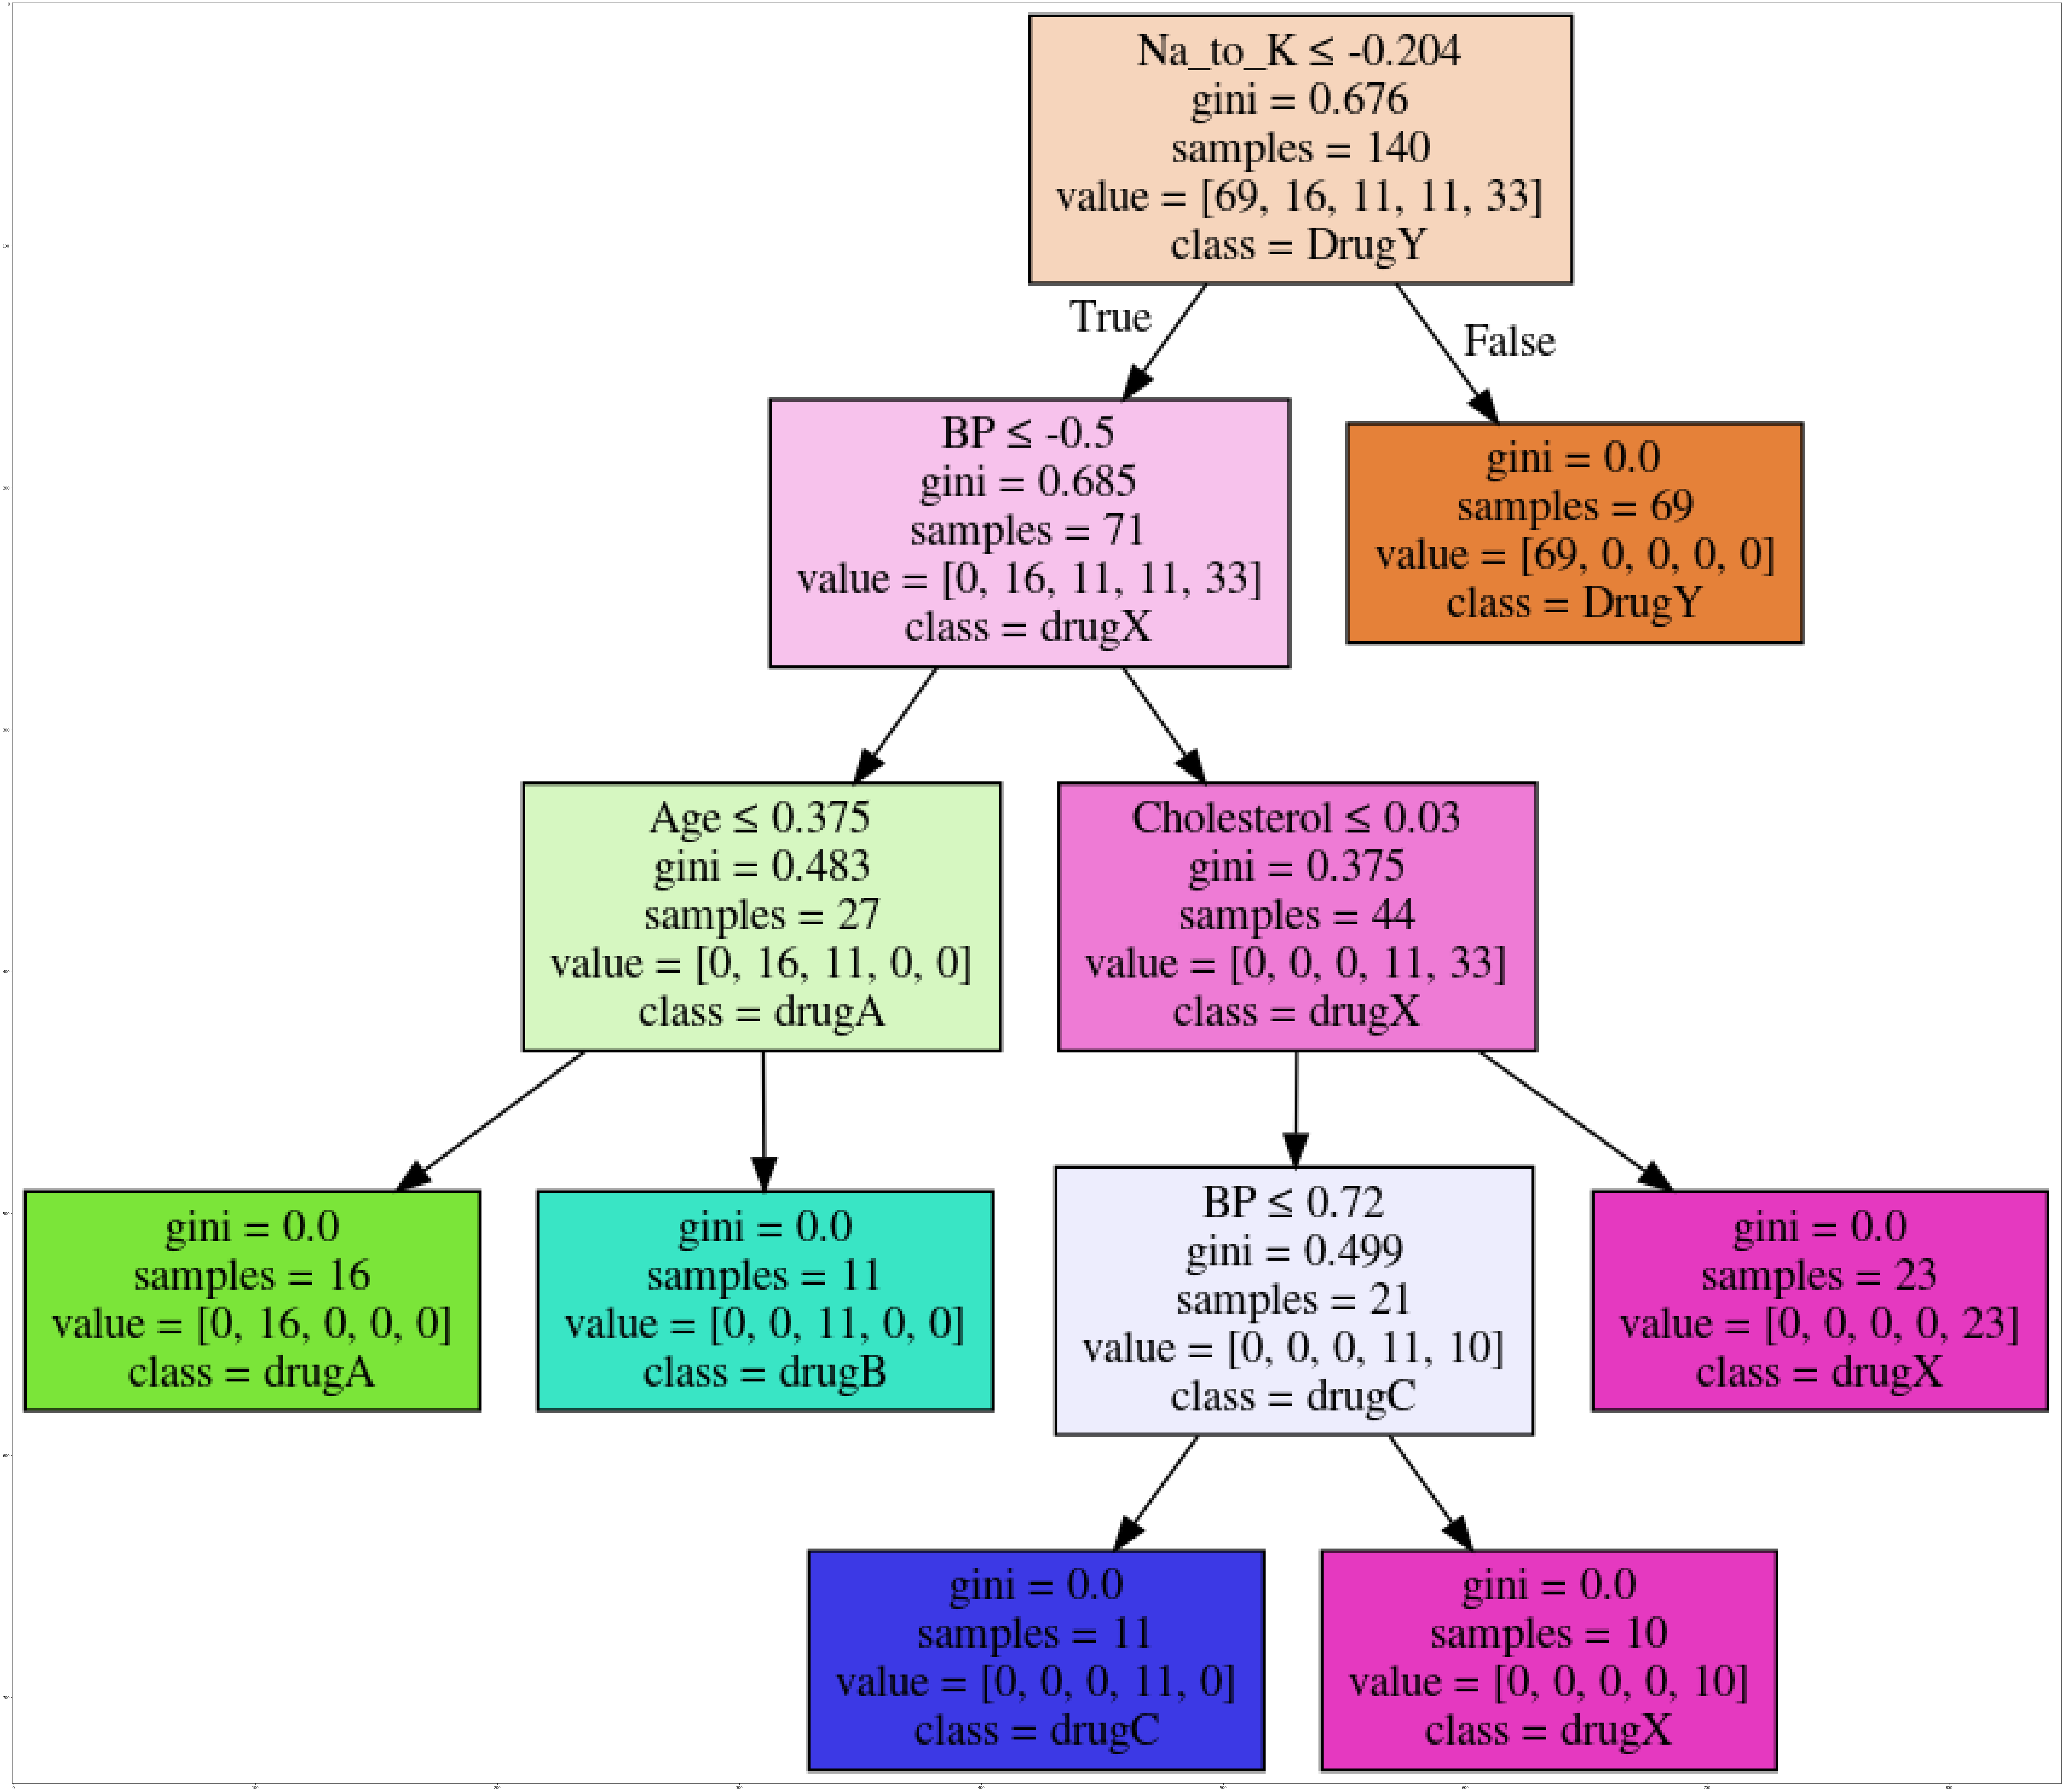 Na_to_K ≤ -0.204
gini = 0.676
samples = 140
value = [69, 16, 11, 11, 33]
class = DrugY
True
False
BP ≤ -0.5
gini = 0.685
samples = 71
value = [0, 16, 11, 11, 33]
class = drugX
gini = 0.0
samples = 69
value = [69, 0, 0, 0, 0]
class = DrugY
Age ≤ 0.375
gini = 0.483
samples = 27
value = [0, 16, 11, 0, 0]
class = drugA
Cholesterol ≤ 0.03
gini = 0.375
samples = 44
value = [0, 0, 0, 11, 33]
class = drugX
gini = 0.0
samples = 16
value = [0, 16, 0, 0, 0]
class = drugA
gini = 0.0
samples = 11
value = [0, 0, 11, 0, 0]
class = drugB
BP ≤ 0.72
gini = 0.499
samples = 21
value = [0, 0, 0, 11, 10]
class = drugC
gini = 0.0
samples = 23
value = [0, 0, 0, 0, 23]
class = drugX
gini = 0.0
samples = 11
value = [0, 0, 0, 11, 0]
class = drugC
gini = 0.0
samples = 10
value = [0, 0, 0, 0, 10]
class = drugX